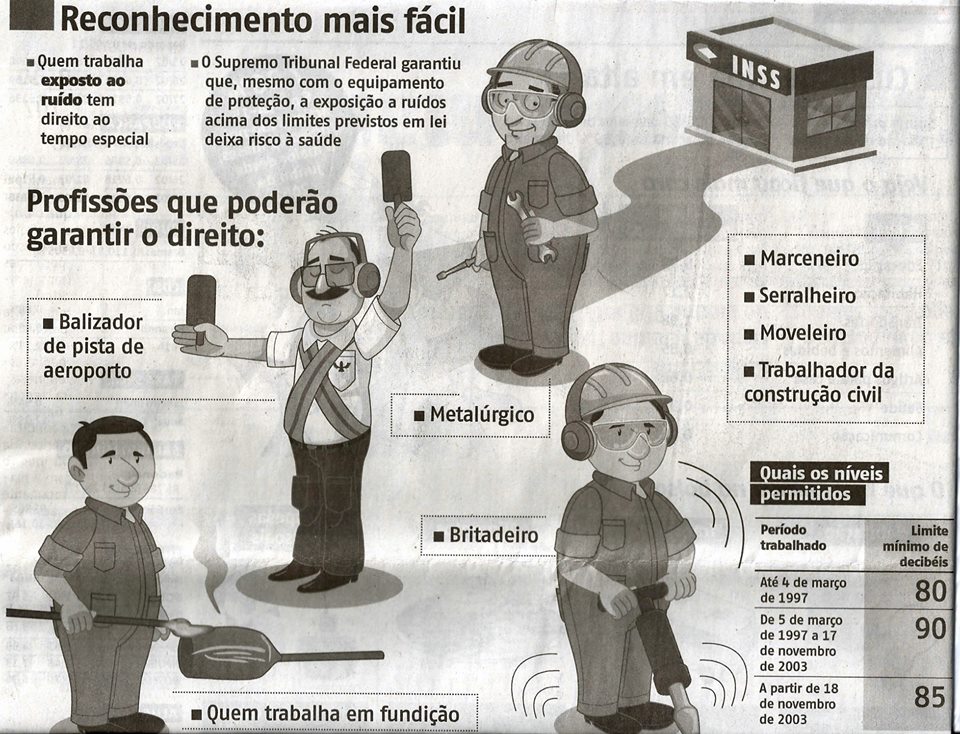 Reconhecimento mais fácil
Quem trabalha
exposto ao
ruído tem
direito ao
tempo especial
O Supremo Tribunal Federal garantiu
que, mesmo com o equipamento
de proteção, a exposição a ruídos
acima dos limites previstos em lei
deixa risco à saúde
INSS
Profissões que poderão
garantir o direito:
Balizador
de pista de
aeroporto
Metalúrgico
Marceneiro
Serralheiro
Moveleiro
Trabalhador da
construção civil
Britadeiro
Quem trabalha em fundição
Quais os níveis
permitidos
Período
trabalhado
Limite
mínimo de
decibéis
Até 4 de março
de 1997
80
De 5 de março
de 1997 a 17
de novembro
de 2003
90
A partir de 18
de novembro
de 2003
85